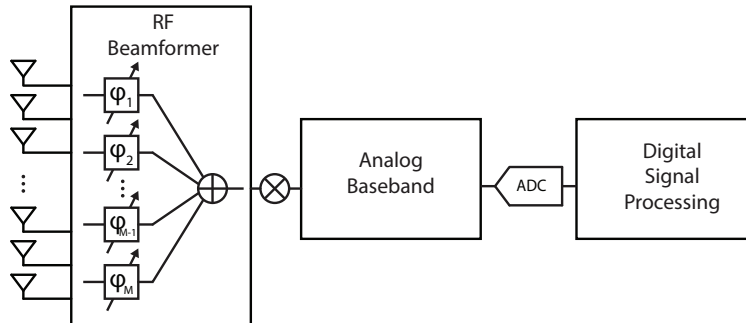 RF
Beamformer
φ1
φ2
...
φM-1
φM
...
Analog
Baseband
ADC
Digital
Signal
Processing